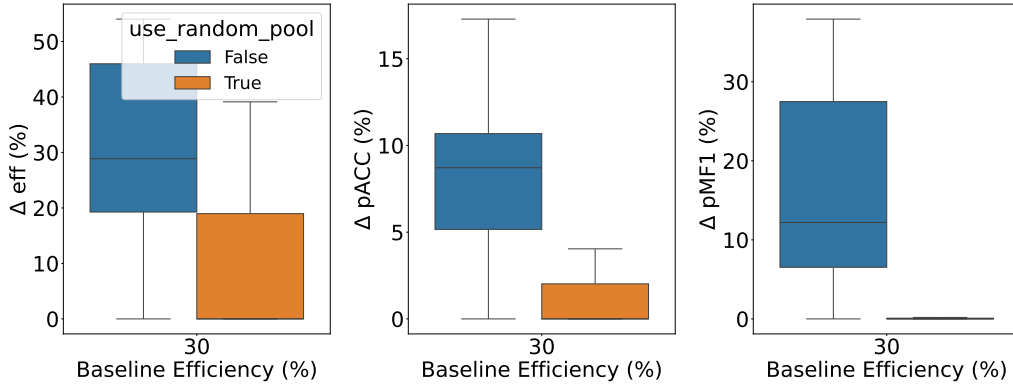 use_random_pool
False
True
Δ eff (%)
50
40
30
20
10
0
30
Baseline Efficiency (%)
Δ pACC (%)
15
10
5
0
30
Baseline Efficiency (%)
Δ pMF1 (%)
30
20
10
0
30
Baseline Efficiency (%)